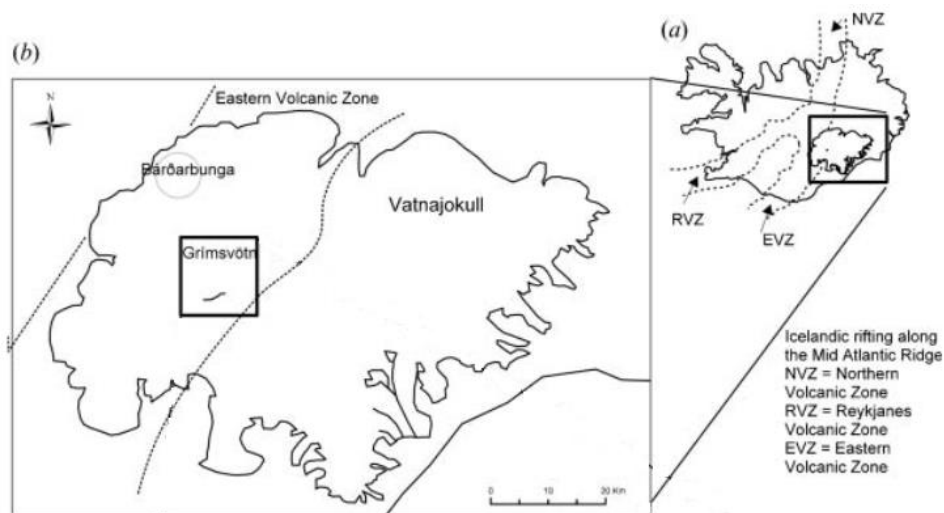 (b)
N
Eastern Volcanic Zone
Bárðarbunga
Vatnajokull
Grímsvötn
0 10 20 Km
(a)
NVZ
RVZ
EVZ
Icelandic rifting along
the Mid Atlantic Ridge
NVZ = Northern
Volcanic Zone
RVZ = Reykjanes
Volcanic Zone
EVZ = Eastern
Volcanic Zone